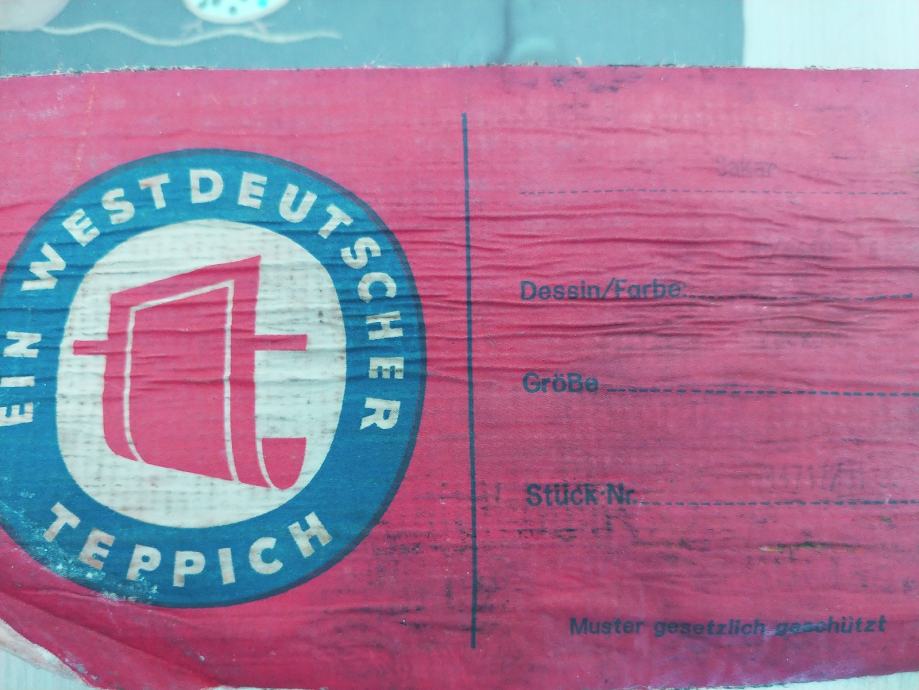 EIN WESTDEUTSCHER
TEPPICH
Dessin/Farbe
Größe
Stück-Nr.
Muster gesetzlich geschützt